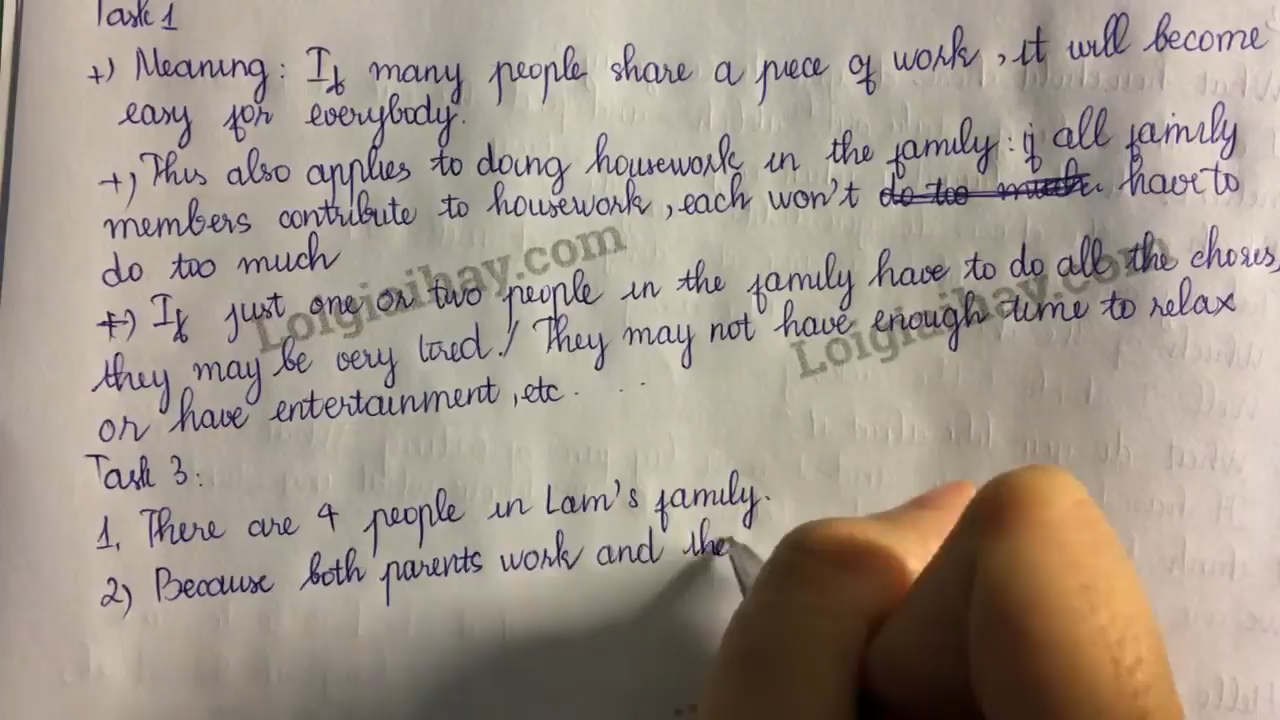 Task 1
+) Meaning: If many people share a piece of work, it will become
easy for everybody.
+) This also applies to doing housework in the family: if all family
members contribute to housework, each won't do too much have to
do too much
+) If just one or two people in the family have to do all the chores,
they may be very tired. / They may not have enough time to relax
or have entertainment, etc. ...
Task 3:
1. There are 4 people in Lam's family.
2) Because both parents work and the
Loigiaihay.com
Loigiaihay.com